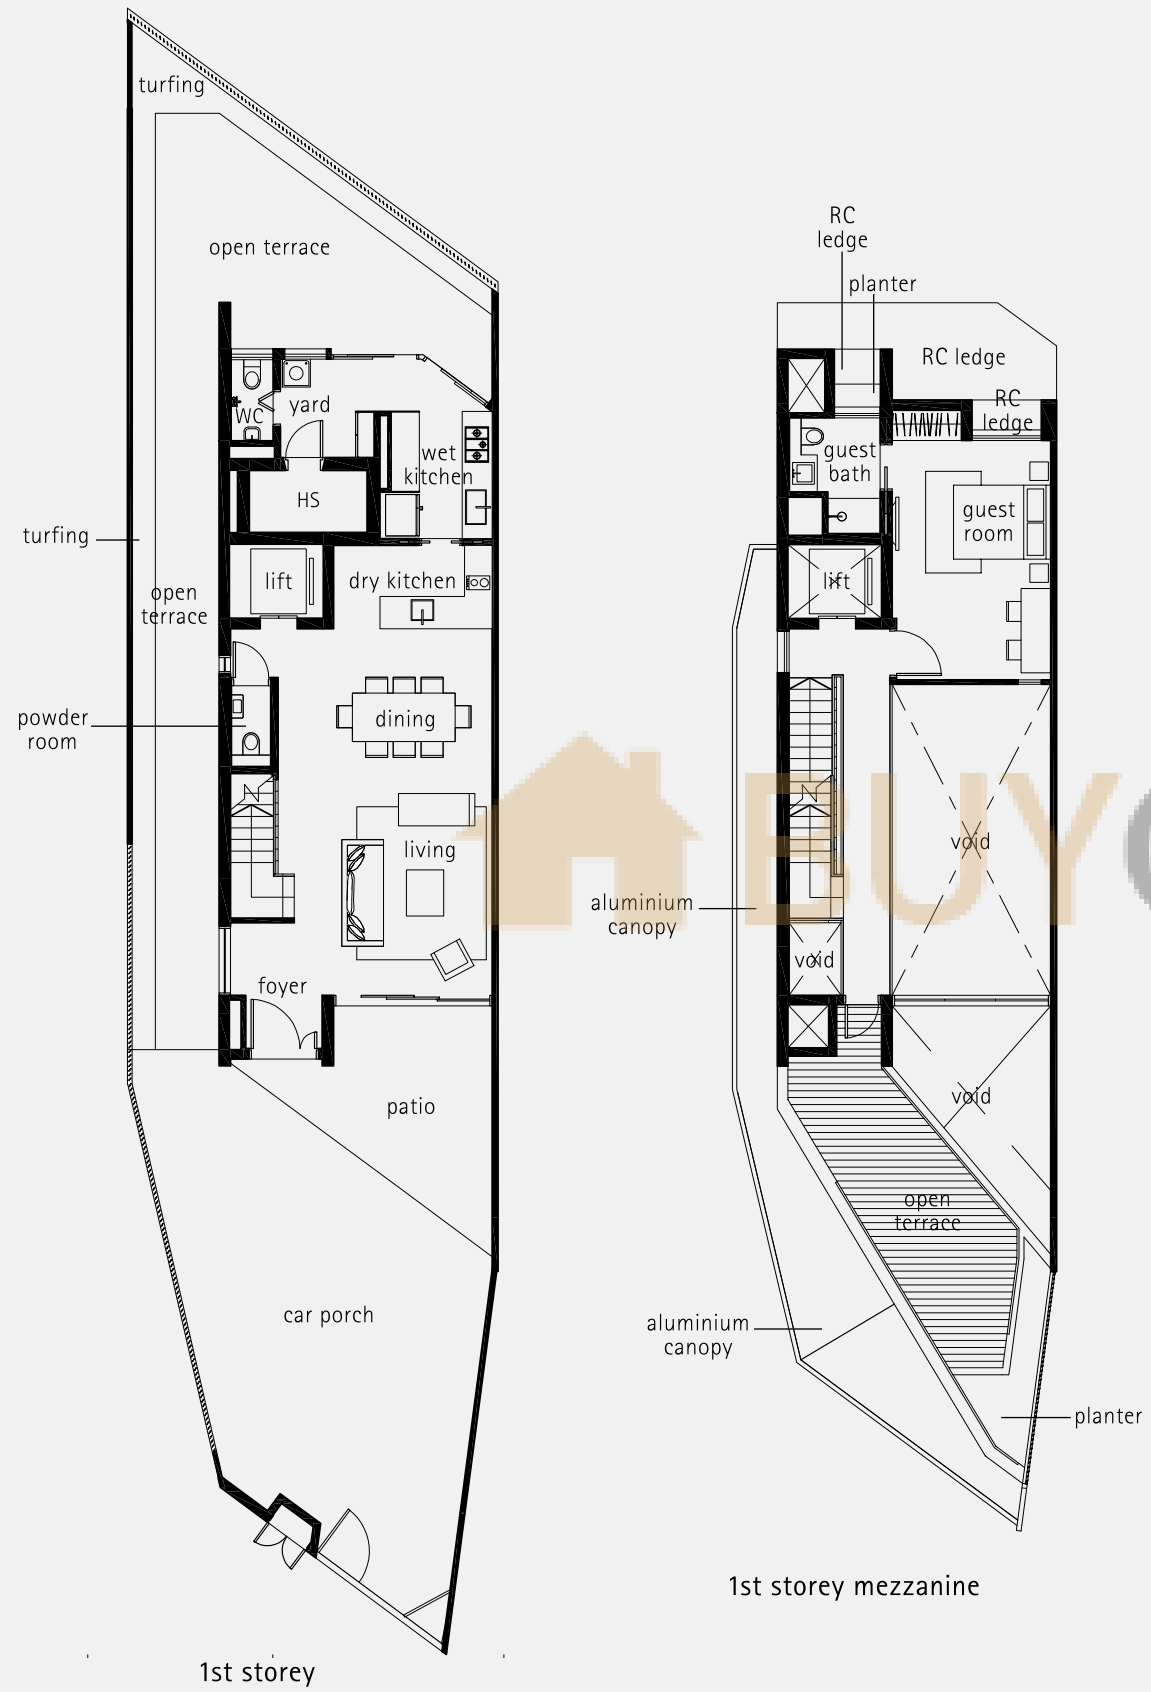 turfing
open terrace
WC
yard
wet
kitchen
HS
turfing
open
terrace
lift
dry kitchen
powder
room
dining
living
foyer
patio
car porch
1st storey
RC
ledge
planter
RC ledge
RC
ledge
guest
bath
guest
room
lift
void
aluminium
canopy
void
void
open
terrace
aluminium
canopy
planter
1st storey mezzanine
BUY